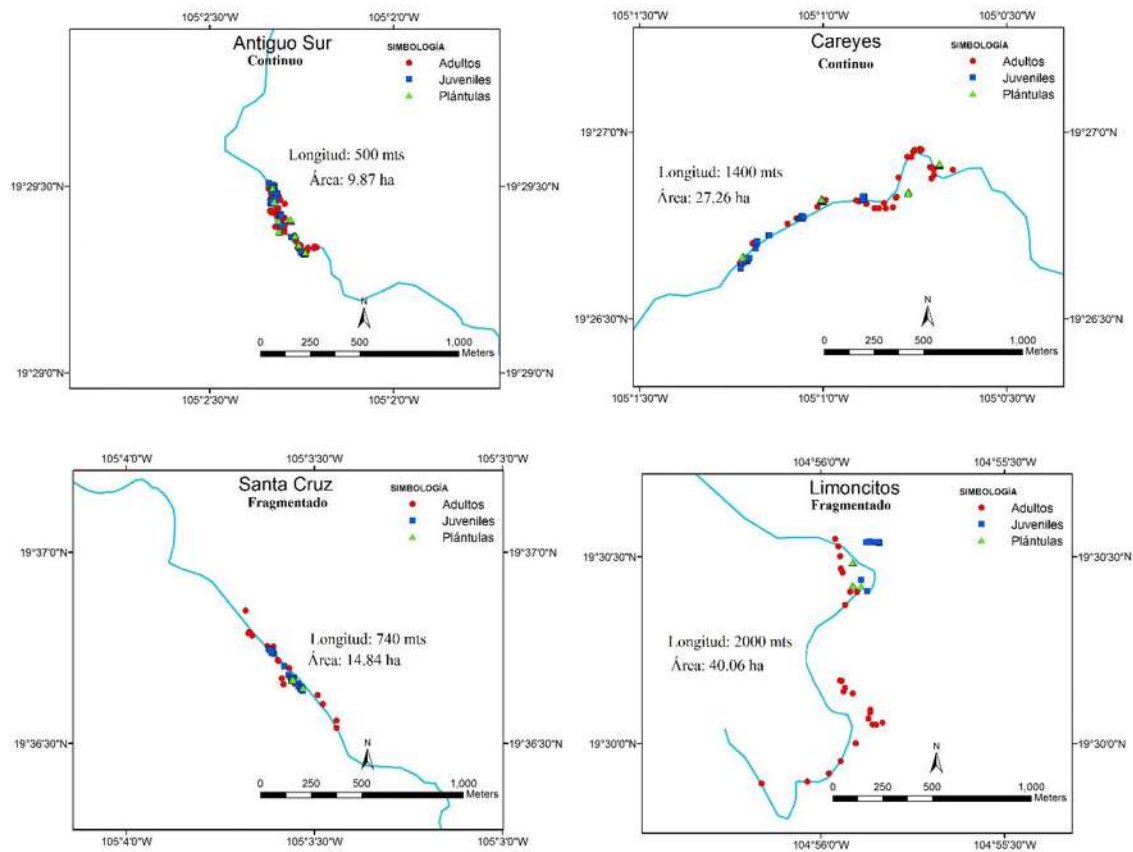 105°2'30"W
105°2'0"W
Antiguo Sur
Continuo
SIMBOLOGÍA
Adultos
Juveniles
Plántulas
19°29'30"N
19°29'30"N
Longitud: 500 mts
Área: 9.87 ha
N
0 250 500 1,000
Meters
19°29'0"N
19°29'0"N
105°2'30"W
105°2'0"W
105°1'30"W
105°1'0"W
105°0'30"W
Careyes
Continuo
SIMBOLOGÍA
Adultos
Juveniles
Plántulas
19°27'0"N
19°27'0"N
Longitud: 1400 mts
Área: 27.26 ha
19°26'30"N
19°26'30"N
N
0 250 500 1,000
Meters
105°1'30"W
105°1'0"W
105°0'30"W
105°4'0"W
105°3'30"W
105°3'0"W
Santa Cruz
Fragmentado
SIMBOLOGÍA
Adultos
Juveniles
Plántulas
19°37'0"N
19°37'0"N
Longitud: 740 mts
Área: 14.84 ha
19°36'30"N
19°36'30"N
N
0 250 500 1,000
Meters
105°4'0"W
105°3'30"W
105°3'0"W
104°56'0"W
104°55'30"W
Limoncitos
Fragmentado
SIMBOLOGÍA
Adultos
Juveniles
Plántulas
19°30'30"N
19°30'30"N
Longitud: 2000 mts
Área: 40.06 ha
19°30'0"N
19°30'0"N
N
0 250 500 1,000
Meters
104°56'0"W
104°55'30"W